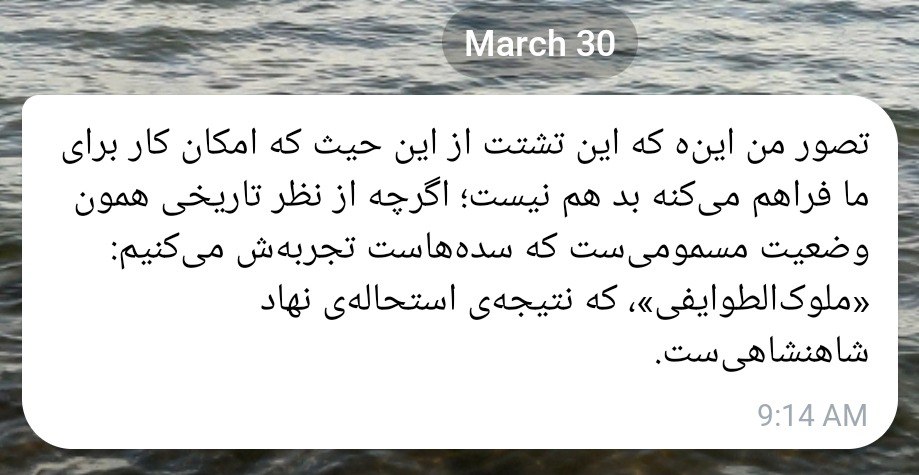 March 30
تصور من این‌ه که این تشتت از این حیث که امکان کار برای
ما فراهم می‌کنه بد هم نیست؛ اگرچه از نظر تاریخی همون
وضعیت مسمومی‌ست که سده‌هاست تجربه‌ش می‌کنیم:
«ملوک‌الطوایفی»، که نتیجه‌ی استحاله‌ی نهاد
شاهنشاهی‌ست.
9:14 AM